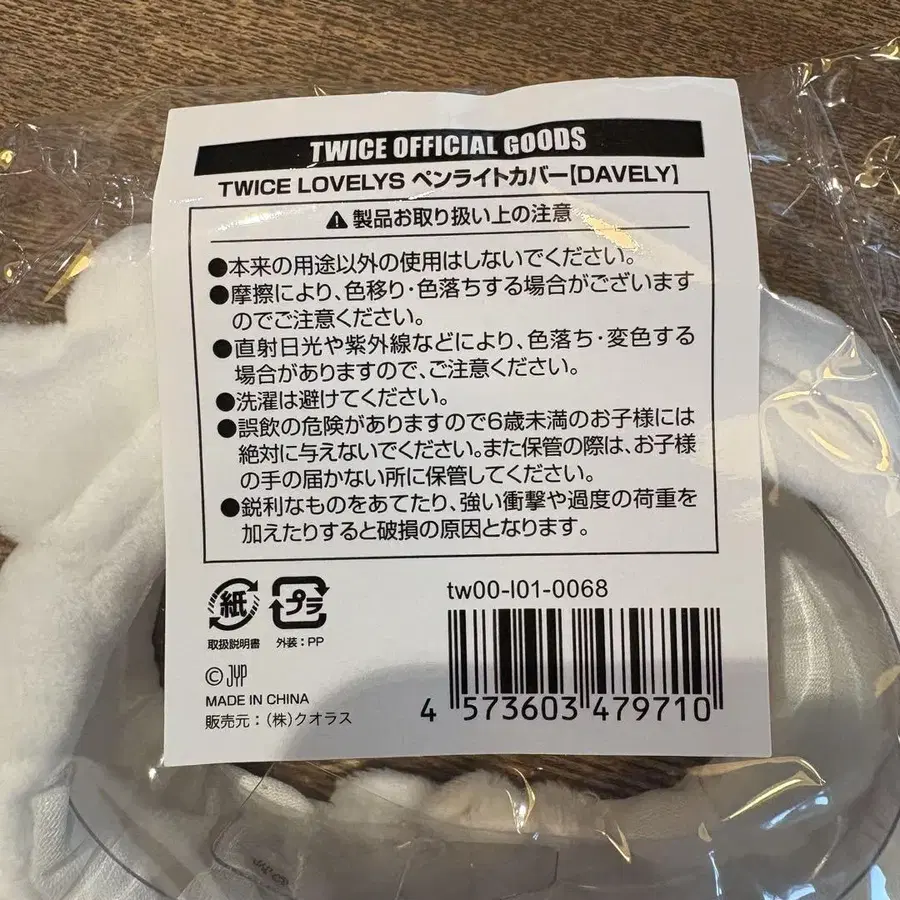 TWICE OFFICIAL GOODS
TWICE LOVELYS ペンライトカバー【DAVELY】
⚠製品お取り扱い上の注意
●本来の用途以外の使用はしないでください。
●摩擦により、色移り・色落ちする場合がございます
のでご注意ください。
●直射日光や紫外線などにより、色落ち・変色する
場合がありますので、ご注意ください。
●洗濯は避けてください。
●誤飲の危険がありますので6歳未満のお子様には
絶対に与えないでください。また保管の際は、お子様
の手の届かない所に保管してください。
●鋭利なものをあてたり、強い衝撃や過度の荷重を
加えたりすると破損の原因となります。
紙 プラ
取扱説明書 外装：PP
tw00-I01-0068
© JYP
MADE IN CHINA
販売元：（株）クオラス
4 573603 479710